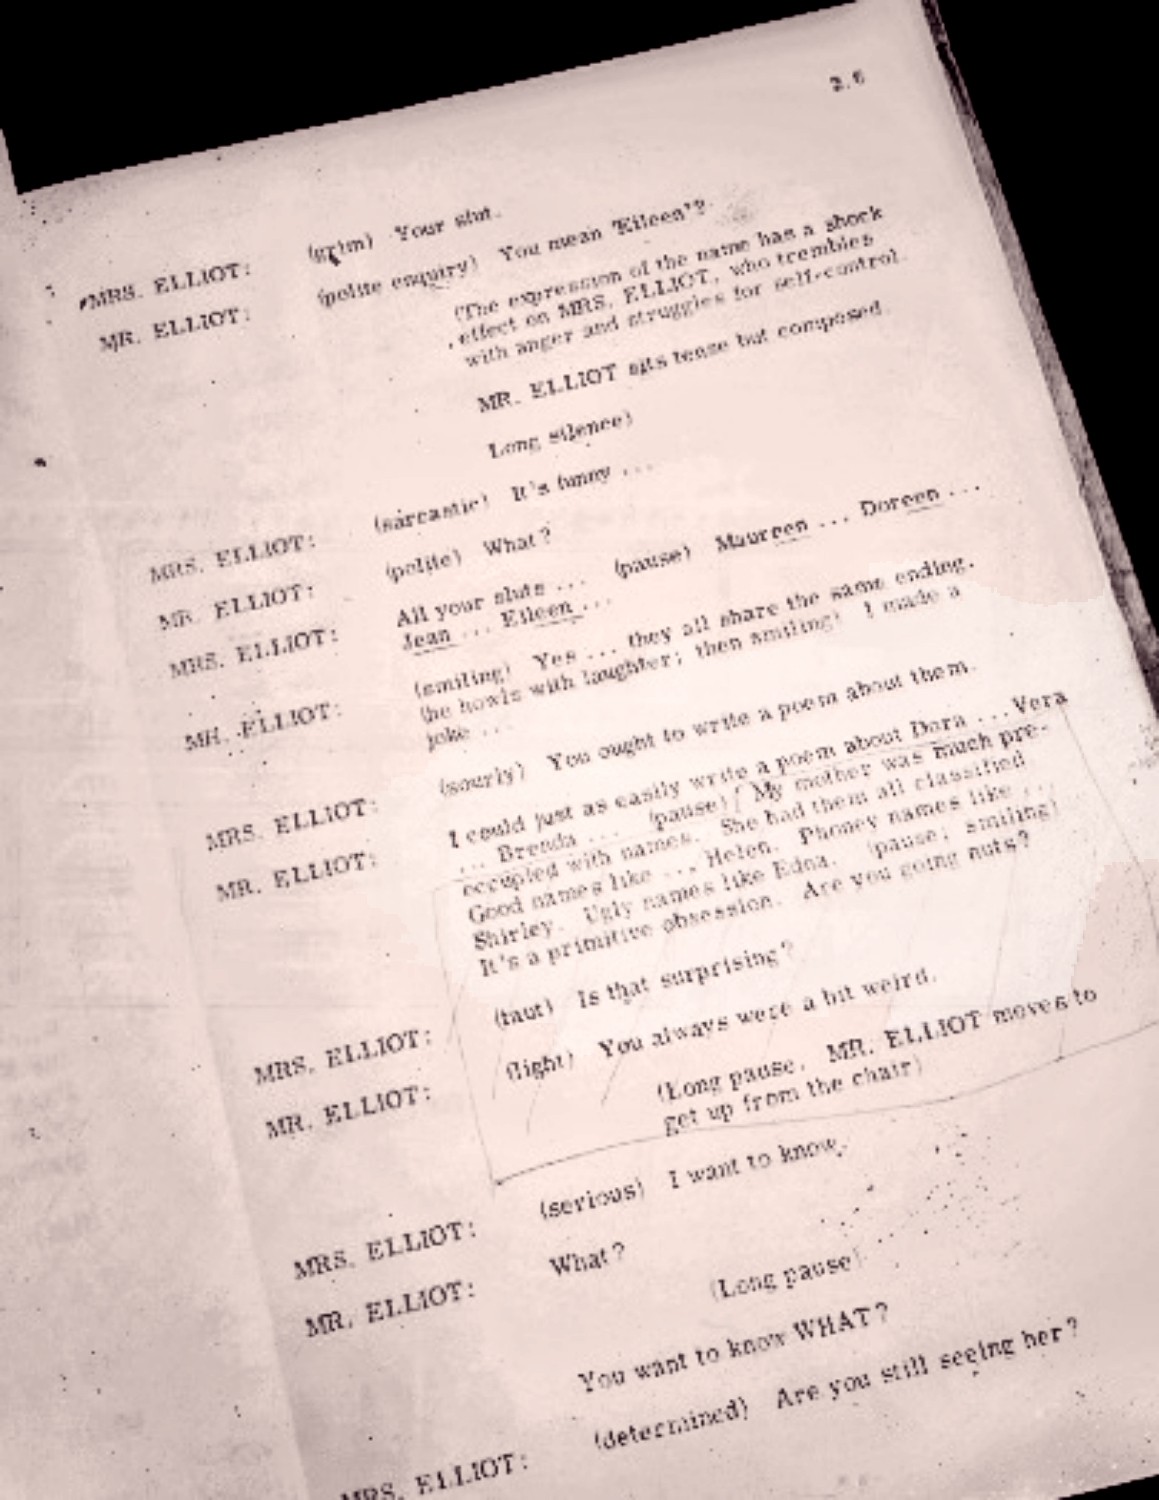 2.6
MRS. ELLIOT: (grim) Your slut.
MR. ELLIOT: (polite enquiry) You mean 'Eileen'?
(The expression of the name has a shock
effect on MRS. ELLIOT, who trembles
with anger and struggles for self-control.
MR. ELLIOT sits tense but composed.
Long silence)
MRS. ELLIOT: (sarcastic) It's funny ...
MR. ELLIOT: (polite) What?
MRS. ELLIOT: All your sluts ... (pause) Maureen ... Doreen ...
Jean ... Eileen ...
MR. ELLIOT: (smiling) Yes ... they all share the same ending.
(he howls with laughter; then smiling) I made a
joke ...
MRS. ELLIOT: (sourly) You ought to write a poem about them.
MR. ELLIOT: I could just as easily write a poem about Dora ... Vera
... Brenda ... (pause) [ My mother was much pre-
occupied with names. She had them all classified
Good names like ... Helen. Phoney names like ...
Shirley. Ugly names like Edna. (pause; smiling)
It's a primitive obsession. Are you going nuts?
MRS. ELLIOT: (taut) Is that surprising?
MR. ELLIOT: (light) You always were a bit weird.
(Long pause. MR. ELLIOT moves to
get up from the chair)
MRS. ELLIOT: (serious) I want to know.
MR. ELLIOT: What?
(Long pause)
You want to know WHAT?
MRS. ELLIOT: (determined) Are you still seeing her?